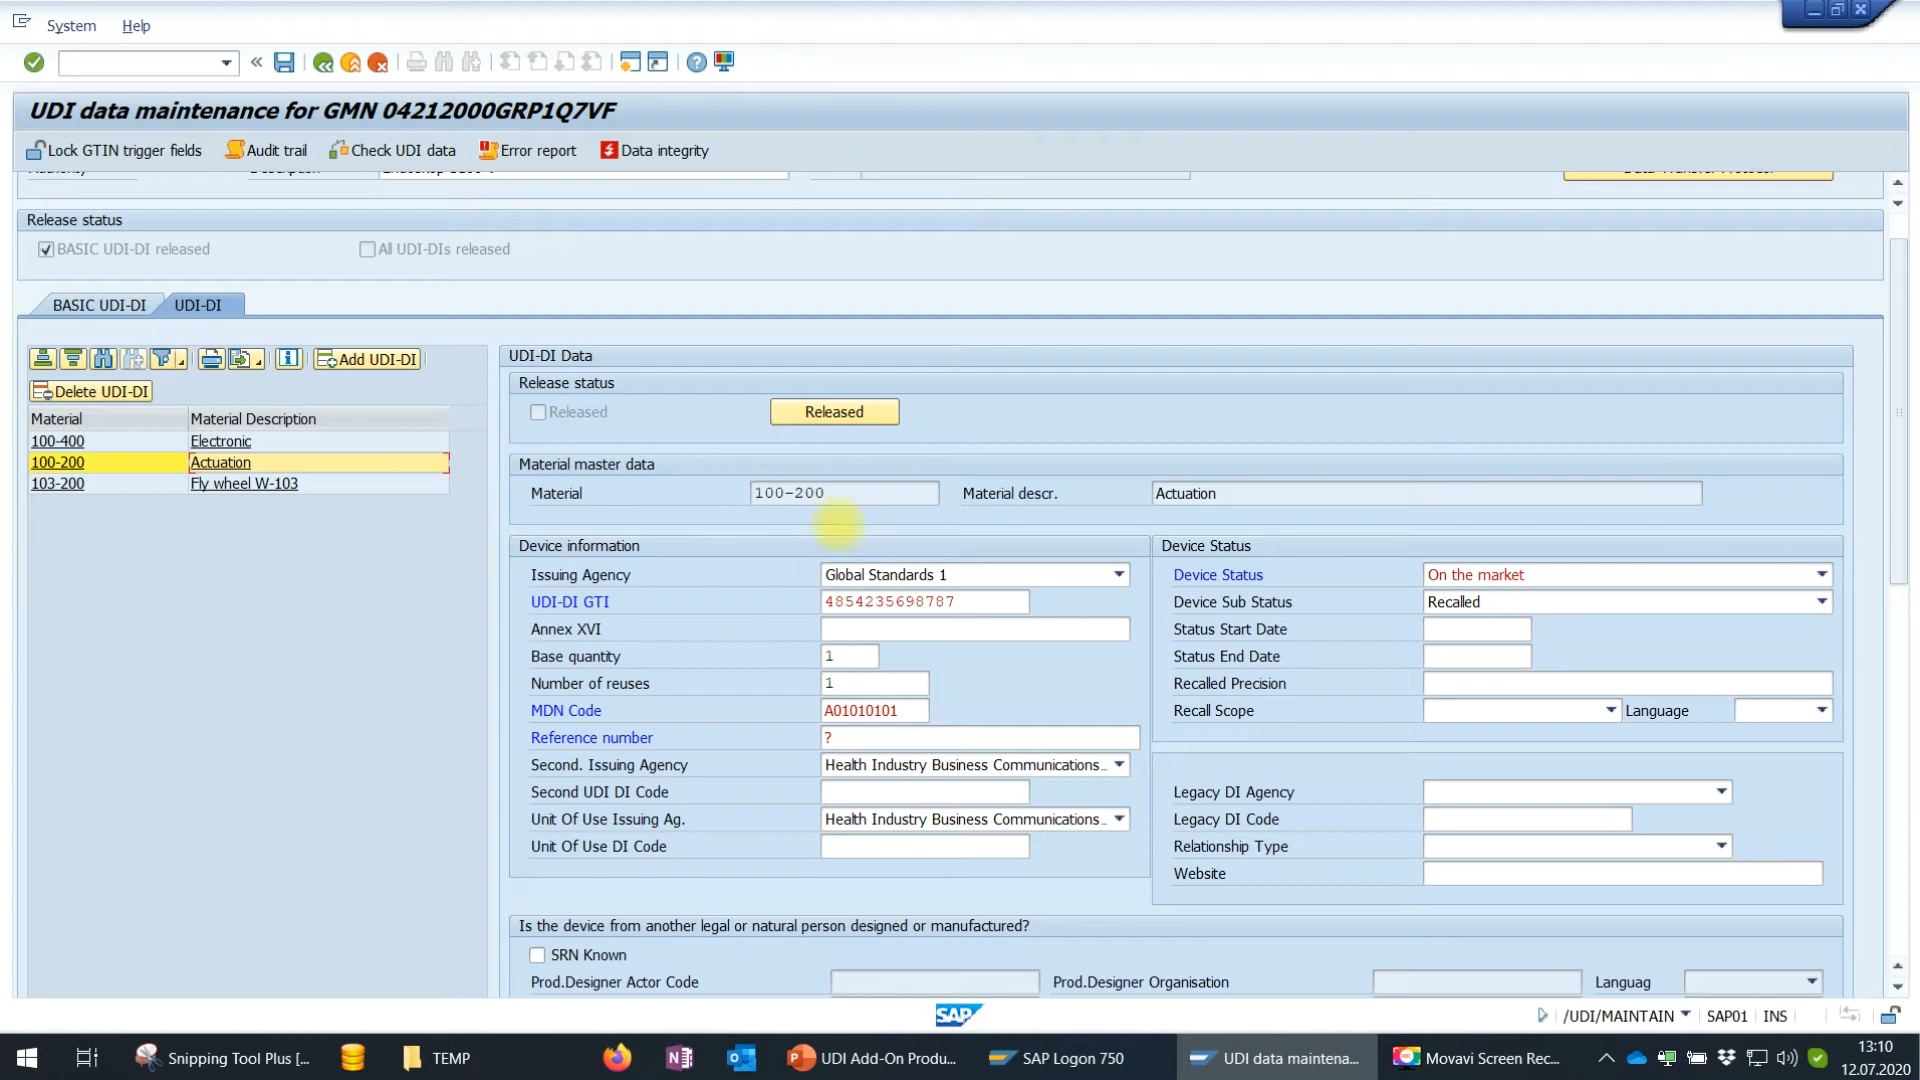 System Help
UDI data maintenance for GMN 04212000GRP1Q7VF
Lock GTIN trigger fields Audit trail Check UDI data Error report Data integrity
Release status
BASIC UDI-DI released All UDI-DIs released
BASIC UDI-DI UDI-DI
Add UDI-DI
Delete UDI-DI
Material Material Description
100-400 Electronic
100-200 Actuation
103-200 Fly wheel W-103
UDI-DI Data
Release status
Released Released
Material master data
Material 100-200 Material descr. Actuation
Device information
Issuing Agency Global Standards 1
UDI-DI GTI 4854235698787
Annex XVI
Base quantity 1
Number of reuses 1
MDN Code A01010101
Reference number ?
Second. Issuing Agency Health Industry Business Communications..
Second UDI DI Code
Unit Of Use Issuing Ag. Health Industry Business Communications..
Unit Of Use DI Code
Device Status
Device Status On the market
Device Sub Status Recalled
Status Start Date
Status End Date
Recalled Precision
Recall Scope Language
Legacy DI Agency
Legacy DI Code
Relationship Type
Website
Is the device from another legal or natural person designed or manufactured?
SRN Known
Prod.Designer Actor Code Prod.Designer Organisation Languag
SAP /UDI/MAINTAIN SAP01 INS
Snipping Tool Plus [... TEMP UDI Add-On Produ... SAP Logon 750 UDI data maintena... Movavi Screen Rec... 13:10
12.07.2020